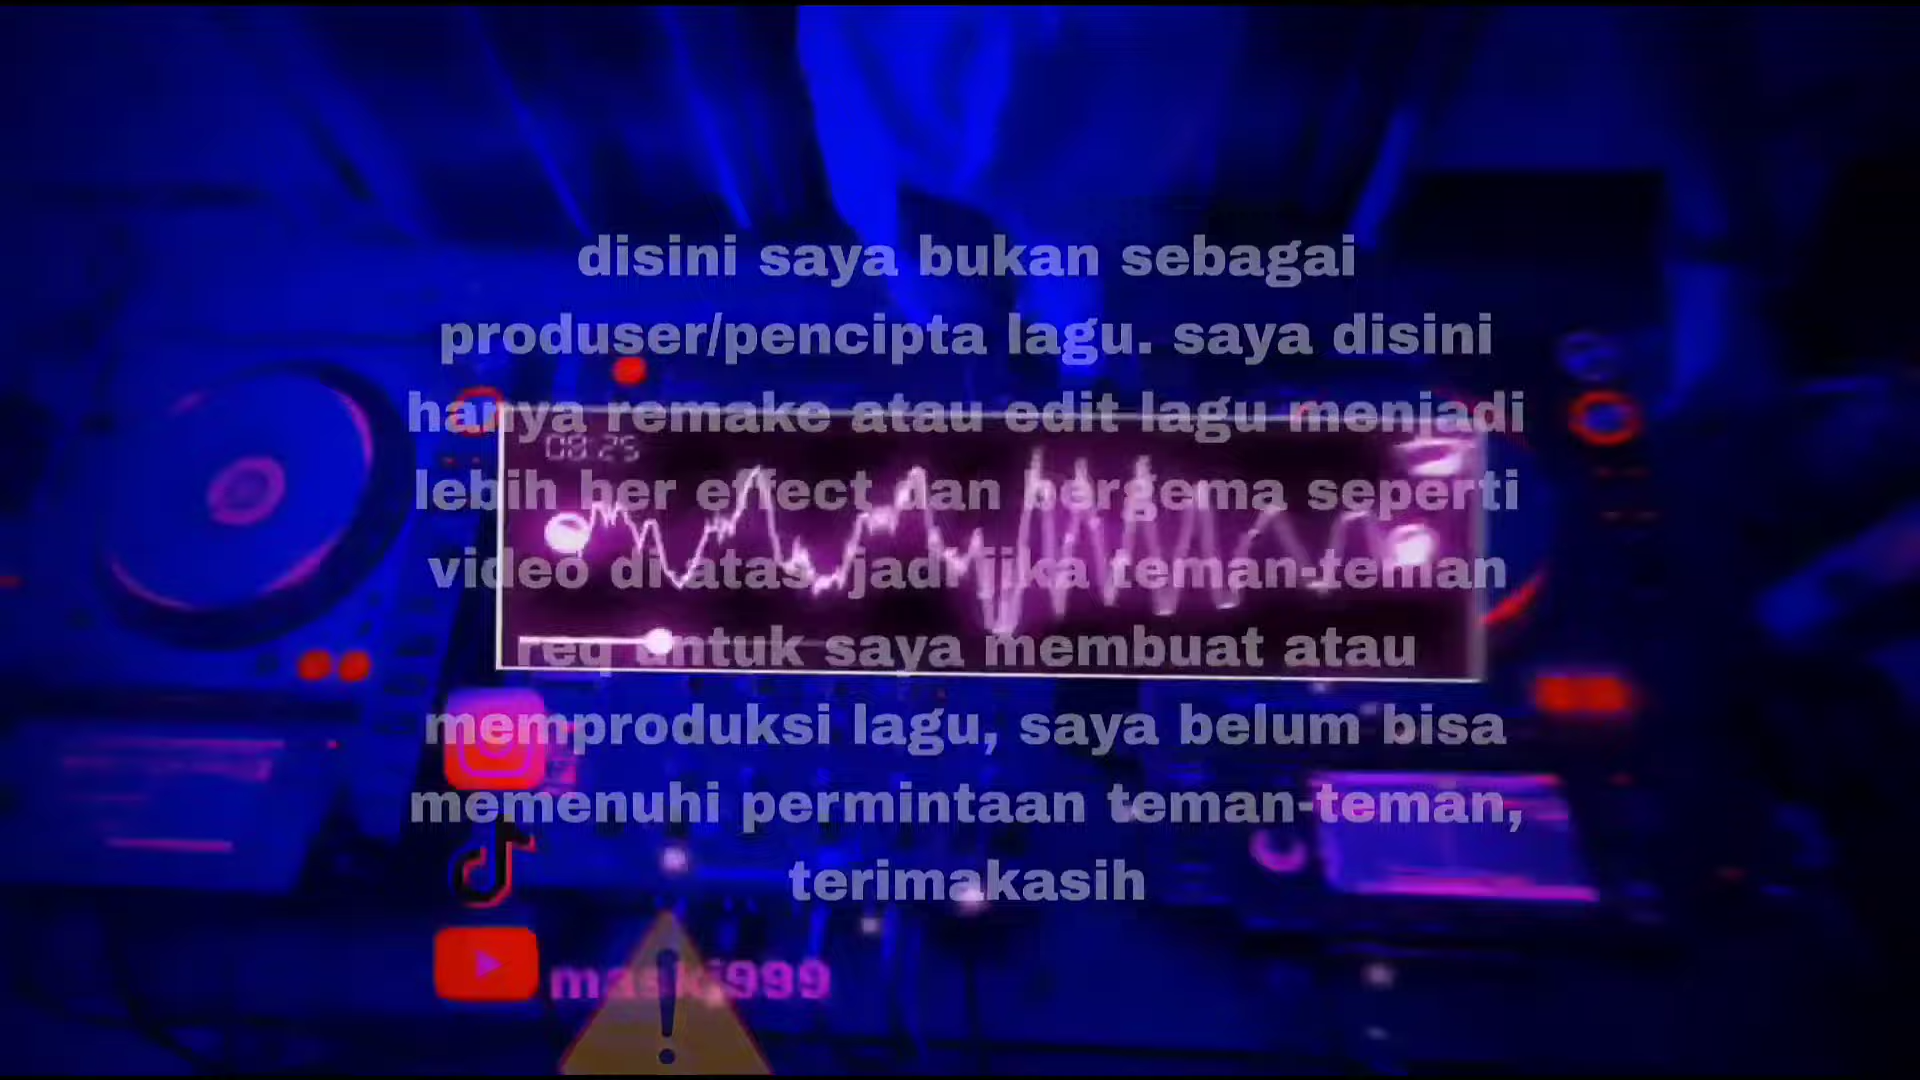 disini saya bukan sebagai
produser/pencipta lagu. saya disini
hanya remake atau edit lagu menjadi
08:25
lebih ber effect dan bergema seperti
video di atas, jadi jika teman-teman
req untuk saya membuat atau
memproduksi lagu, saya belum bisa
memenuhi permintaan teman-teman,
terimakasih
maskj999